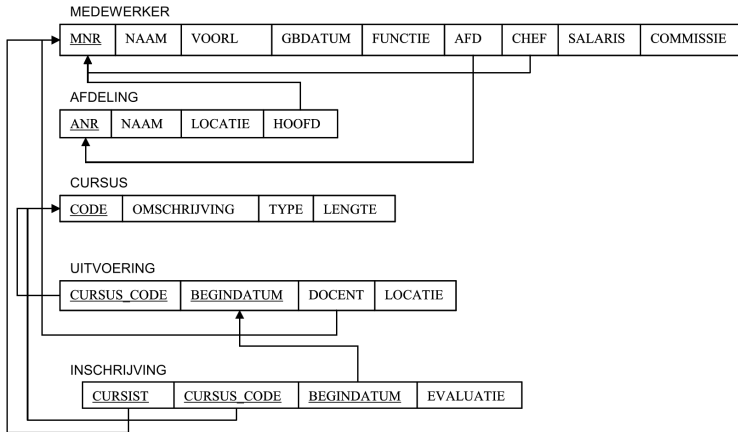 MEDEWERKER
MNR NAAM VOORL GBDATUM FUNCTIE AFD CHEF SALARIS COMMISSIE
AFDELING
ANR NAAM LOCATIE HOOFD
CURSUS
CODE OMSCHRIJVING TYPE LENGTE
UITVOERING
CURSUS_CODE BEGINDATUM DOCENT LOCATIE
INSCHRIJVING
CURSIST CURSUS_CODE BEGINDATUM EVALUATIE